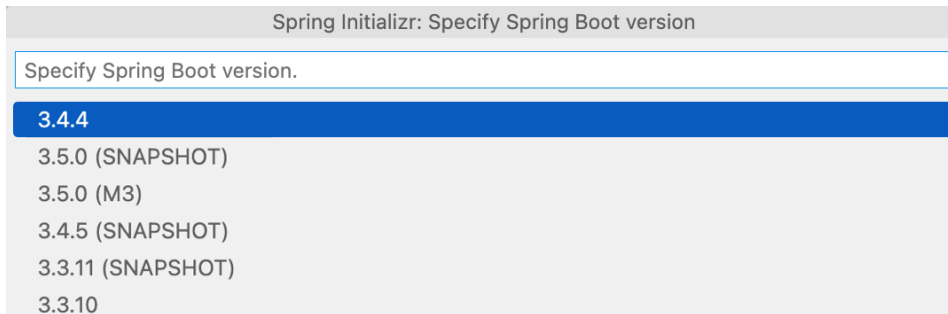 Spring Initializr: Specify Spring Boot version
Specify Spring Boot version.
3.4.4
3.5.0 (SNAPSHOT)
3.5.0 (M3)
3.4.5 (SNAPSHOT)
3.3.11 (SNAPSHOT)
3.3.10